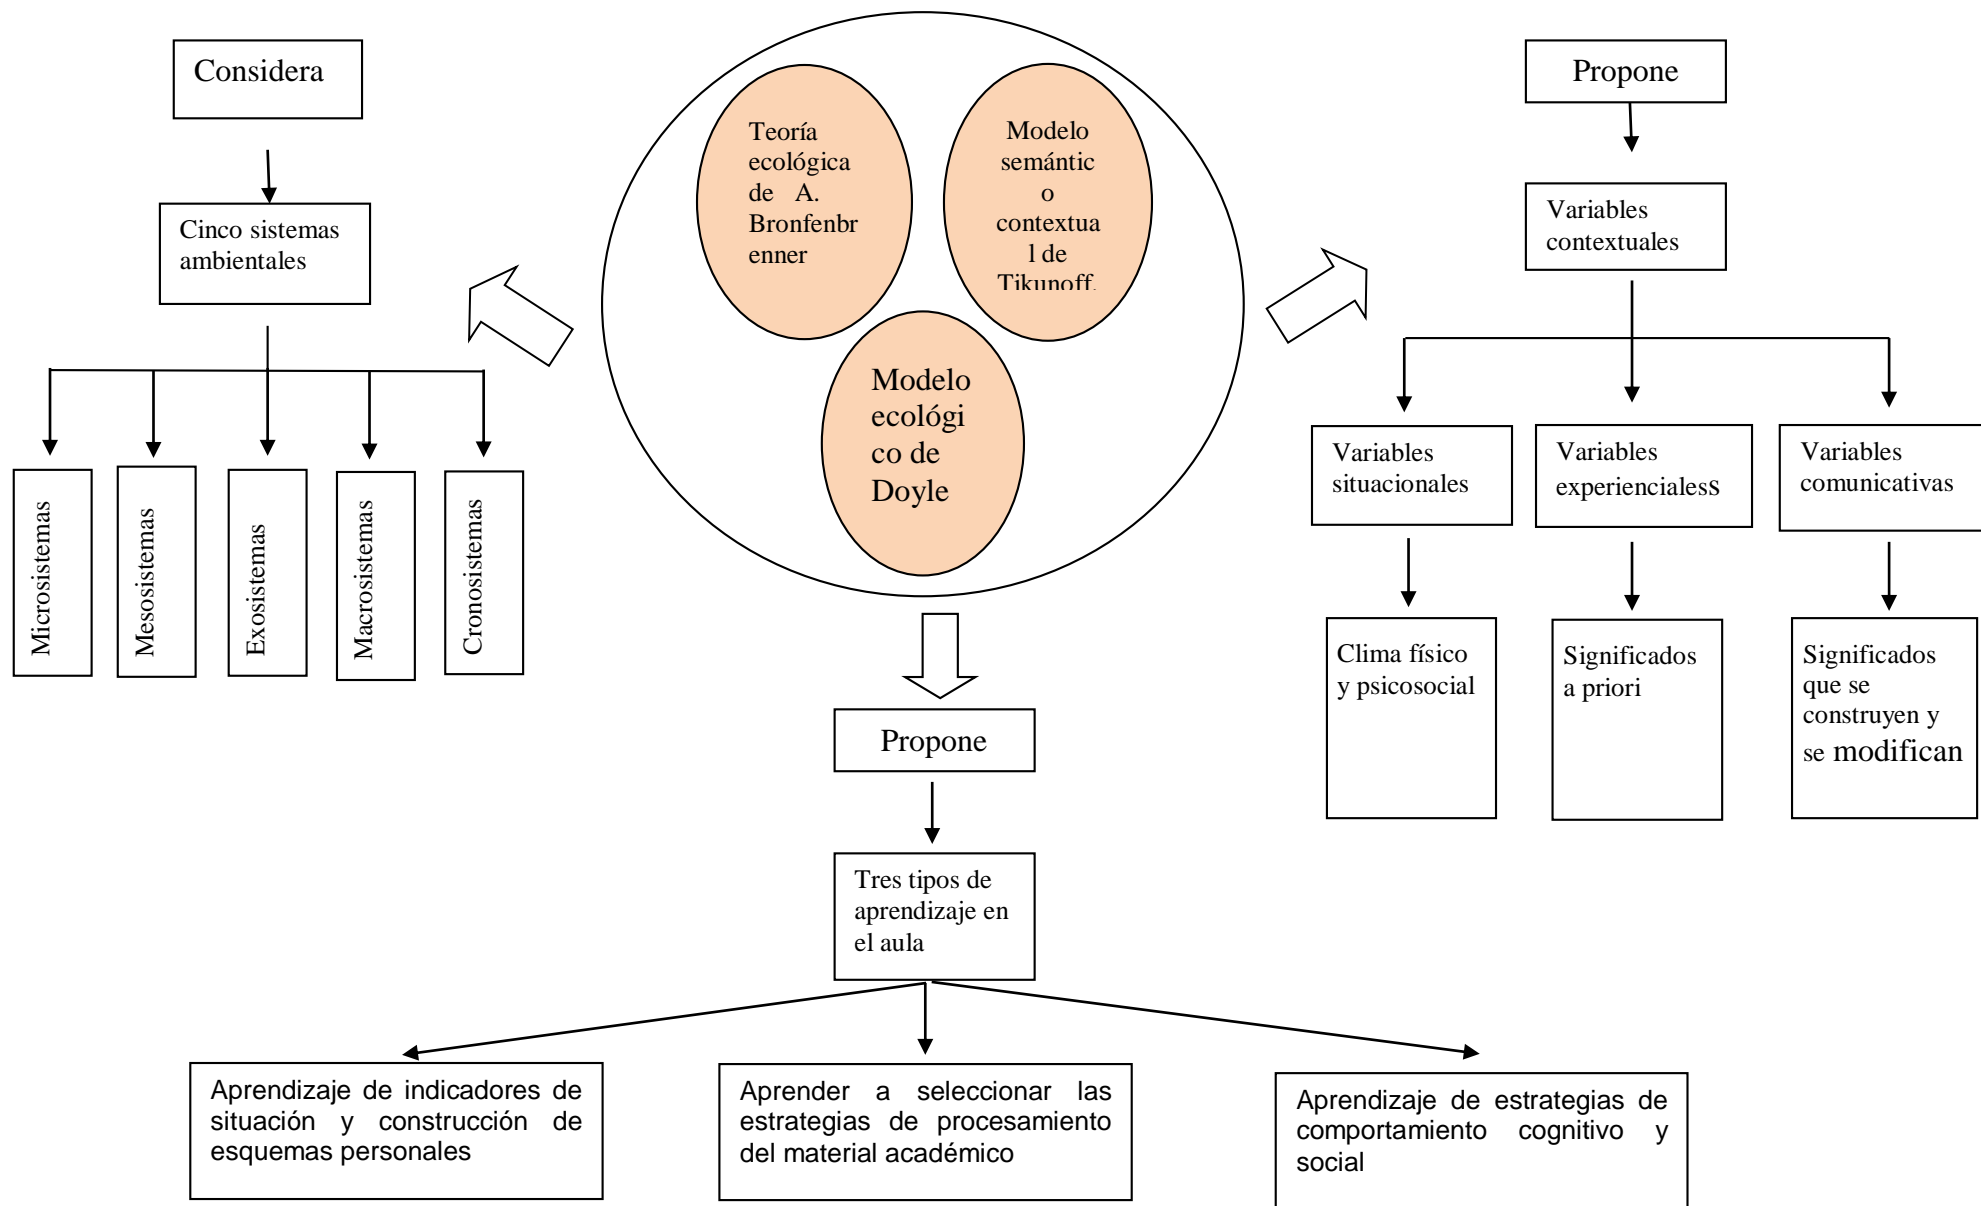 Considera
Cinco sistemas
ambientales
Microsistemas
Mesosistemas
Exosistemas
Macrosistemas
Cronosistemas
Teoría
ecológica
de A.
Bronfenbr
enner
Modelo
semántic
o
contextua
l de
Tikunoff.
Modelo
ecológi
co de
Doyle
Propone
Variables
contextuales
Variables
situacionales
Variables
experiencialess
Variables
comunicativas
Clima físico
y psicosocial
Significados
a priori
Significados
que se
construyen y
se modifican
Propone
Tres tipos de
aprendizaje en
el aula
Aprendizaje de indicadores de
situación y construcción de
esquemas personales
Aprender a seleccionar las
estrategias de procesamiento
del material académico
Aprendizaje de estrategias de
comportamiento cognitivo y
social